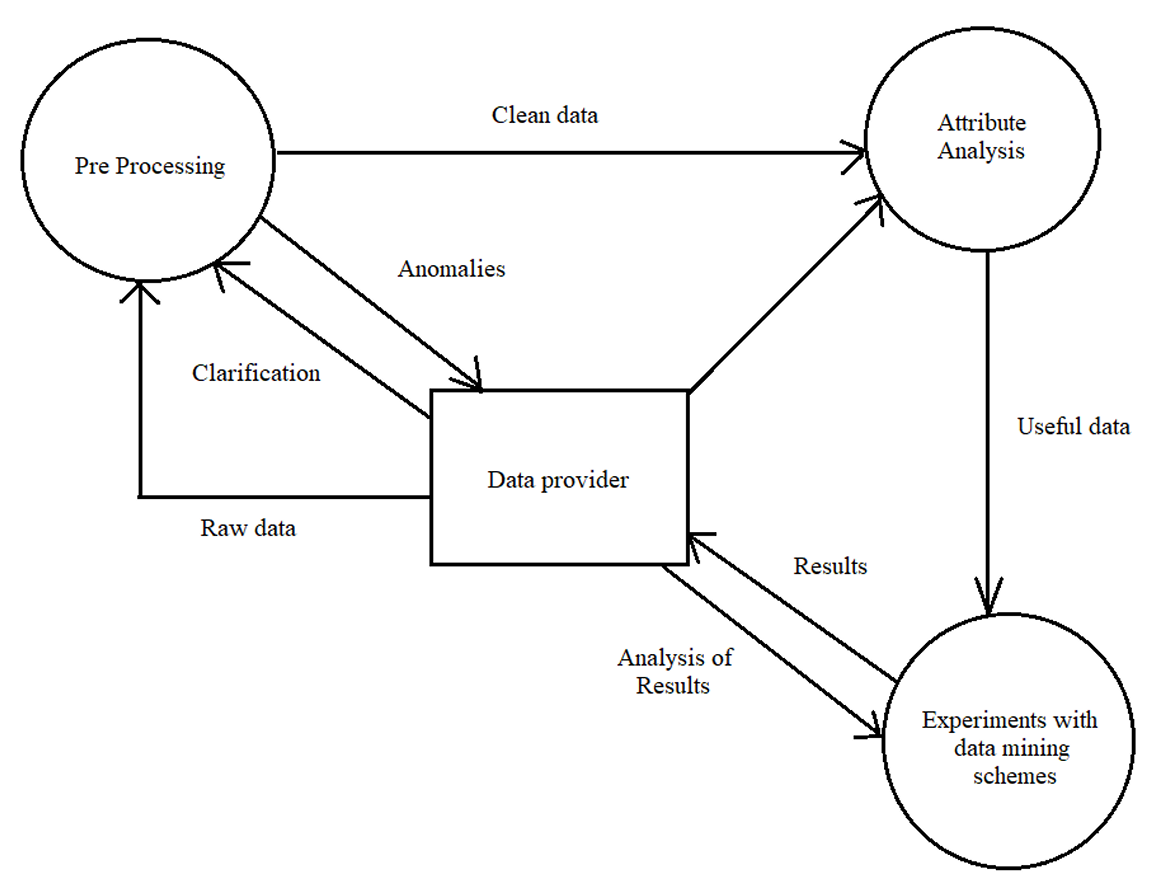 Clean data
Attribute
Analysis
Pre Processing
Anomalies
Clarification
Useful data
Data provider
Raw data
Results
Analysis of
Results
Experiments with
data mining
schemes